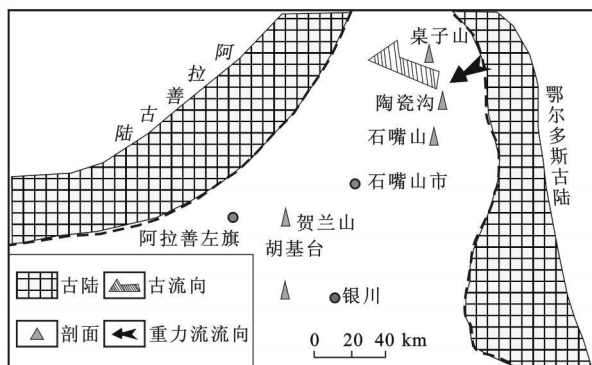 桌子山
阿拉善古陆
陶瓷沟
鄂尔多斯古陆
石嘴山
石嘴山市
贺兰山
阿拉善左旗
胡基台
银川
古陆
古流向
剖面
重力流流向
0 20 40 km